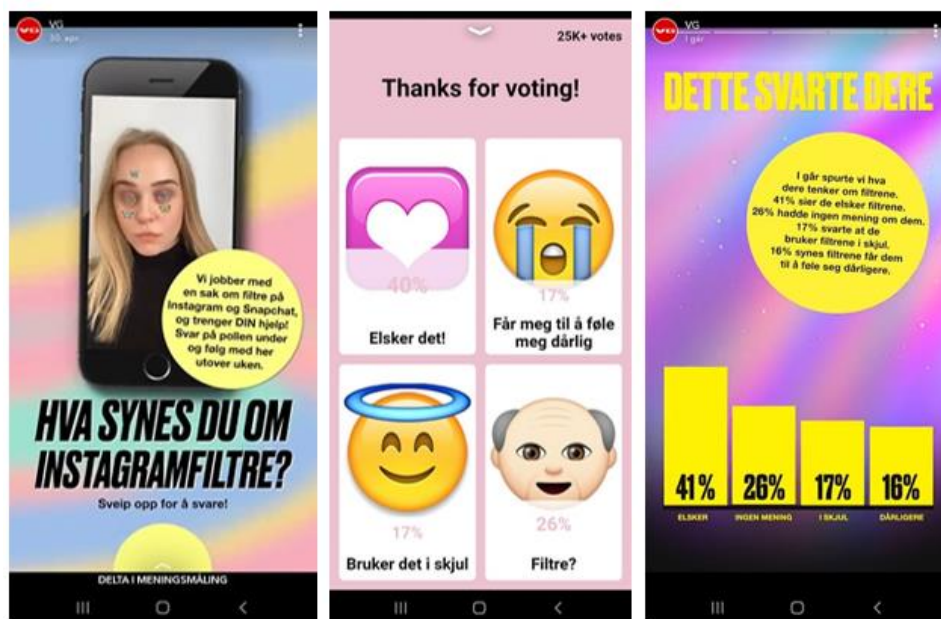 VG
30. apr
Vi jobber med
en sak om filtre på
Instagram og Snapchat,
og trenger DIN hjelp!
Svar på pollen under
og følg med her
utover uken.
HVA SYNES DU OM
INSTAGRAMFILTRE?
Sveip opp for å svare!
DELTA I MENINGSMÅLING
25K+ votes
Thanks for voting!
40%
Elsker det!
17%
Får meg til å føle
meg dårlig
17%
Bruker det i skjul
26%
Filtre?
VG
I går
DETTE SVARTE DERE
I går spurte vi hva
dere tenker om filtrene.
41% sier de elsker filtrene.
26% hadde ingen mening om dem.
17% svarte at de
bruker filtrene i skjul.
16% synes filtrene får dem
til å føle seg dårligere.
41% 26% 17% 16%
ELSKER INGEN MENING I SKJUL DÅRLIGERE